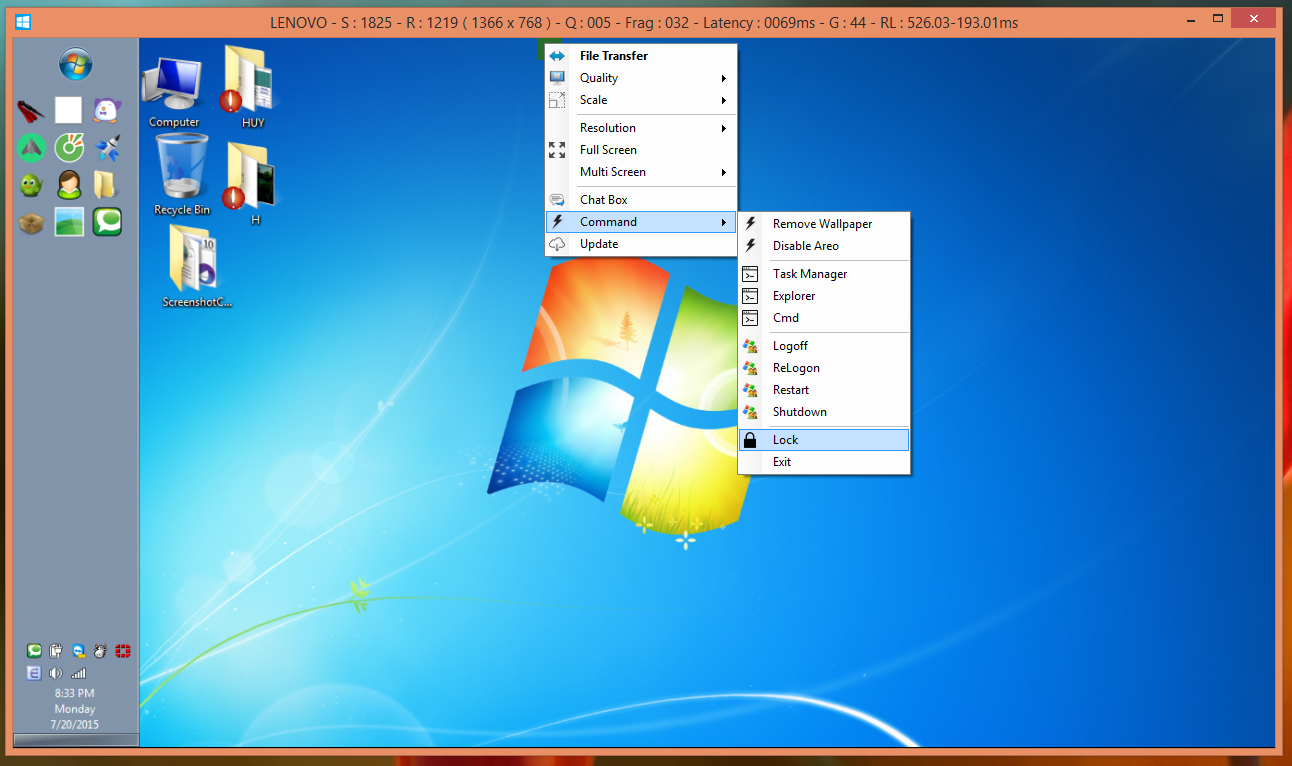 LENOVO - S : 1825 - R : 1219 ( 1366 x 768 ) - Q : 005 - Frag : 032 - Latency : 0069ms - G : 44 - RL : 526.03-193.01ms
Computer
HUY
Recycle Bin
H
10
ScreenshotC...
File Transfer
Quality
Scale
Resolution
Full Screen
Multi Screen
Chat Box
Command
Update
Remove Wallpaper
Disable Areo
Task Manager
Explorer
Cmd
Logoff
ReLogon
Restart
Shutdown
Lock
Exit
E
8:33 PM
Monday
7/20/2015